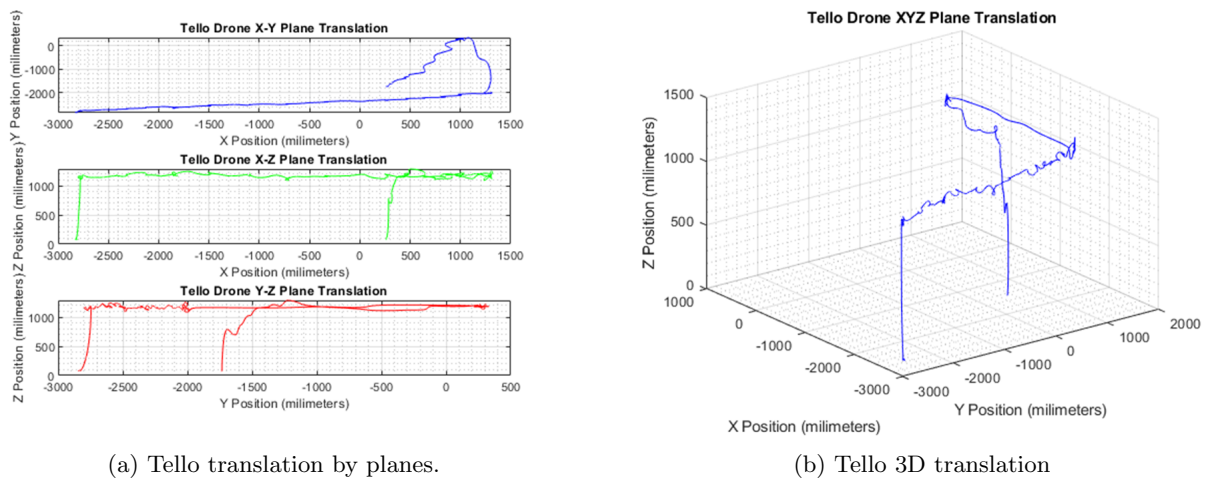 Tello Drone X-Y Plane Translation
Y Position (milimeters)
0
-1000
-2000
-3000 -2500 -2000 -1500 -1000 -500 0 500 1000 1500
X Position (milimeters)
Tello Drone X-Z Plane Translation
Z Position (milimeters)
1000
500
0
-3000 -2500 -2000 -1500 -1000 -500 0 500 1000 1500
X Position (milimeters)
Tello Drone Y-Z Plane Translation
Z Position (milimeters)
1000
500
0
-3000 -2500 -2000 -1500 -1000 -500 0 500
Y Position (milimeters)
(a) Tello translation by planes.
Tello Drone XYZ Plane Translation
Z Position (milimeters)
1500
1000
500
0
1000
0
-1000
-2000
-3000
X Position (milimeters)
-3000
-2000
-1000
0
1000
2000
Y Position (milimeters)
(b) Tello 3D translation